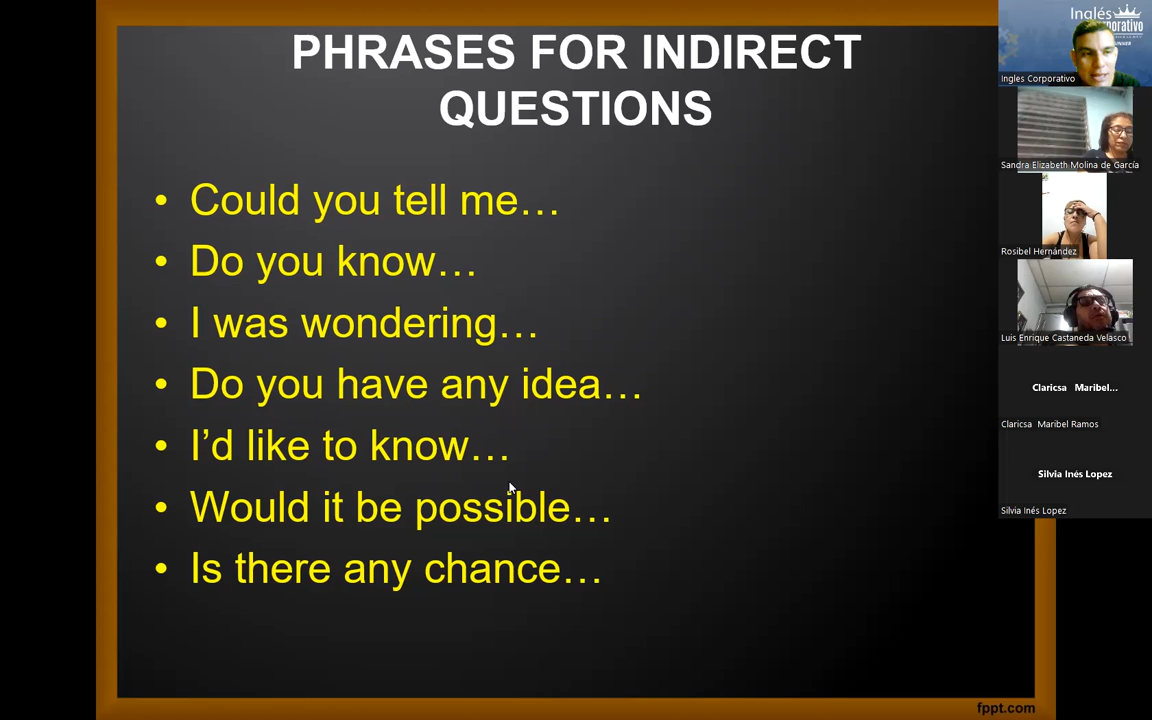 PHRASES FOR INDIRECT
QUESTIONS
• Could you tell me…
• Do you know…
• I was wondering…
• Do you have any idea…
• I’d like to know…
• Would it be possible…
• Is there any chance…
fppt.com
Inglés
Ingles Corporativo
Sandra Elizabeth Molina de García
Rosibel Hernández
Luis Enrique Castaneda Velasco
Claricsa Maribel...
Claricsa Maribel Ramos
Silvia Inés Lopez
Silvia Inés Lopez